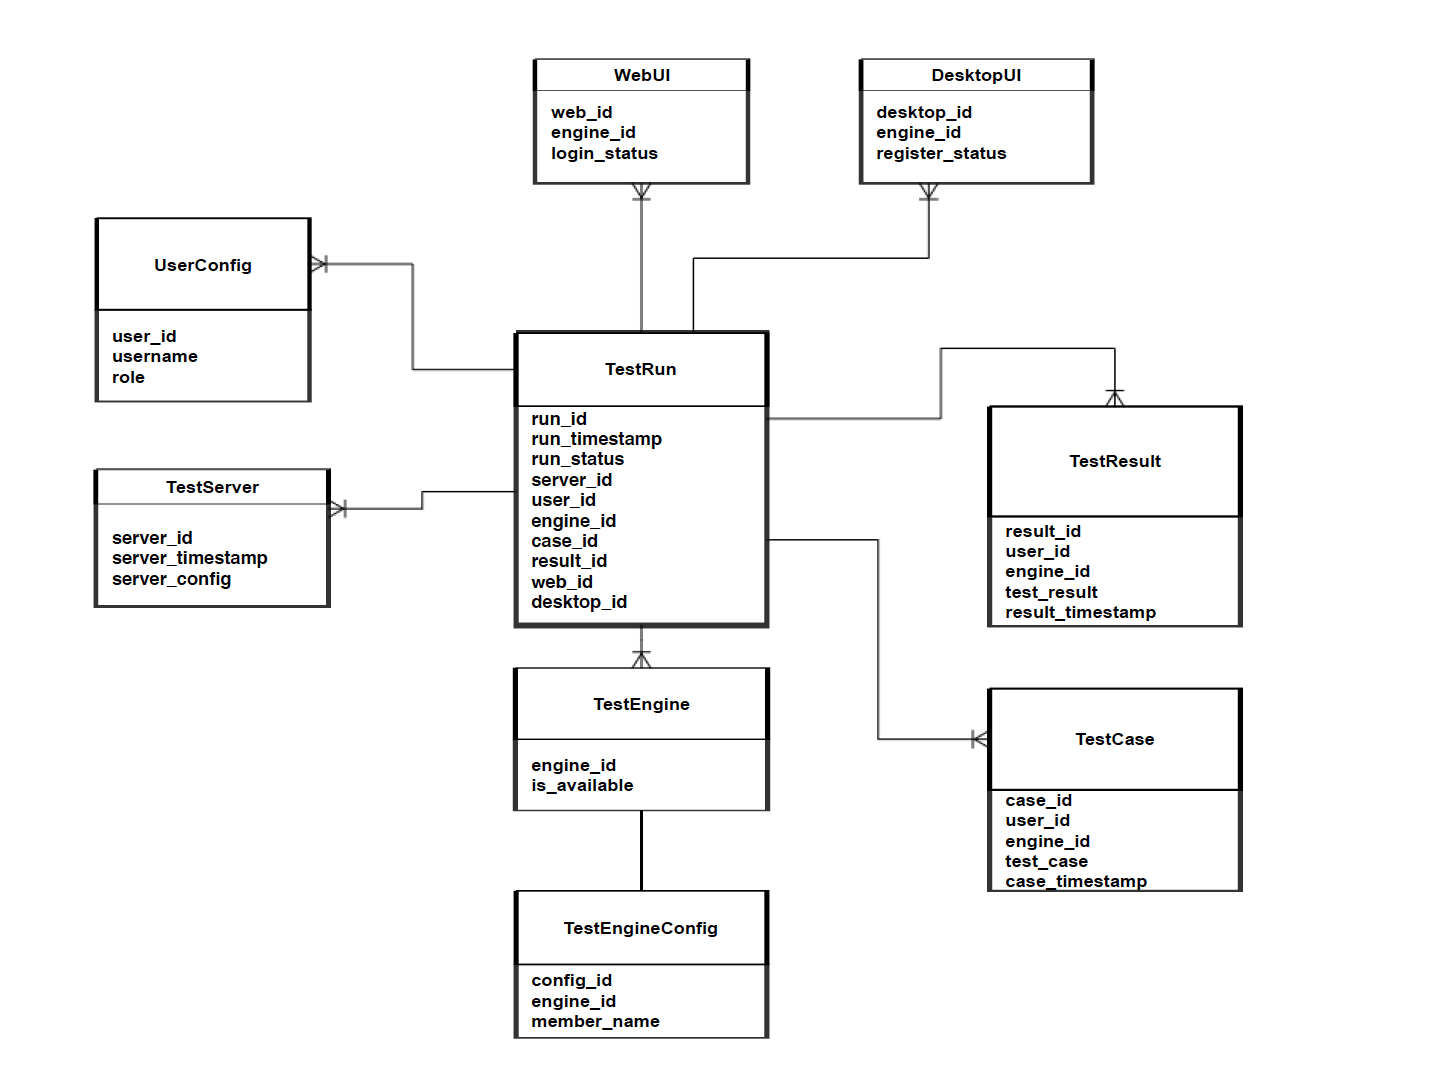 WebUI
web_id
engine_id
login_status
DesktopUI
desktop_id
engine_id
register_status
UserConfig
user_id
username
role
TestRun
run_id
run_timestamp
run_status
server_id
user_id
engine_id
case_id
result_id
web_id
desktop_id
TestResult
result_id
user_id
engine_id
test_result
result_timestamp
TestServer
server_id
server_timestamp
server_config
TestEngine
engine_id
is_available
TestCase
case_id
user_id
engine_id
test_case
case_timestamp
TestEngineConfig
config_id
engine_id
member_name